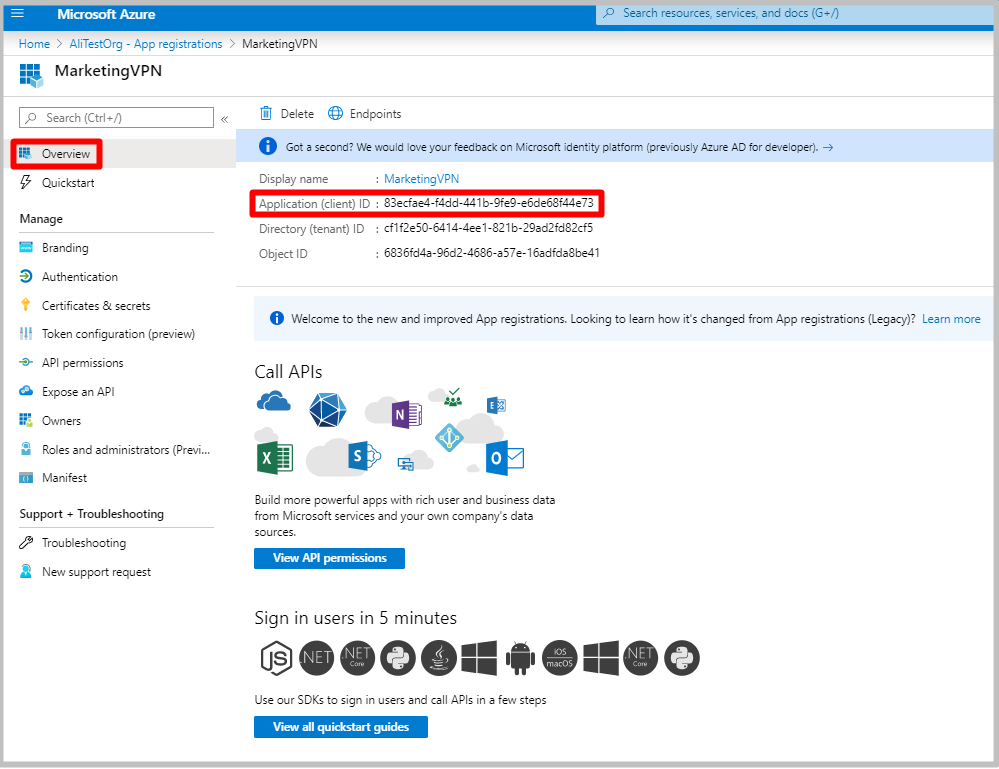 Microsoft Azure
Search resources, services, and docs (G+/)
Home > AliTestOrg - App registrations > MarketingVPN
MarketingVPN
Search (Ctrl+/)
«
Overview
Quickstart
Manage
Branding
Authentication
Certificates & secrets
Token configuration (preview)
API permissions
Expose an API
Owners
Roles and administrators (Previ...
Manifest
Support + Troubleshooting
Troubleshooting
New support request
Delete
Endpoints
Got a second? We would love your feedback on Microsoft identity platform (previously Azure AD for developer). →
Display name : MarketingVPN
Application (client) ID : 83ecfae4-f4dd-441b-9fe9-e6de68f44e73
Directory (tenant) ID : cf1f2e50-6414-4ee1-821b-29ad2fd82cf5
Object ID : 6836fd4a-96d2-4686-a57e-16adfda8be41
Welcome to the new and improved App registrations. Looking to learn how it's changed from App registrations (Legacy)? Learn more
Call APIs
N
E
X
S
O
Build more powerful apps with rich user and business data
from Microsoft services and your own company's data
sources.
View API permissions
Sign in users in 5 minutes
JS
.NET
.NET
Core
iOS
macOS
.NET
Core
Use our SDKs to sign in users and call APIs in a few steps
View all quickstart guides